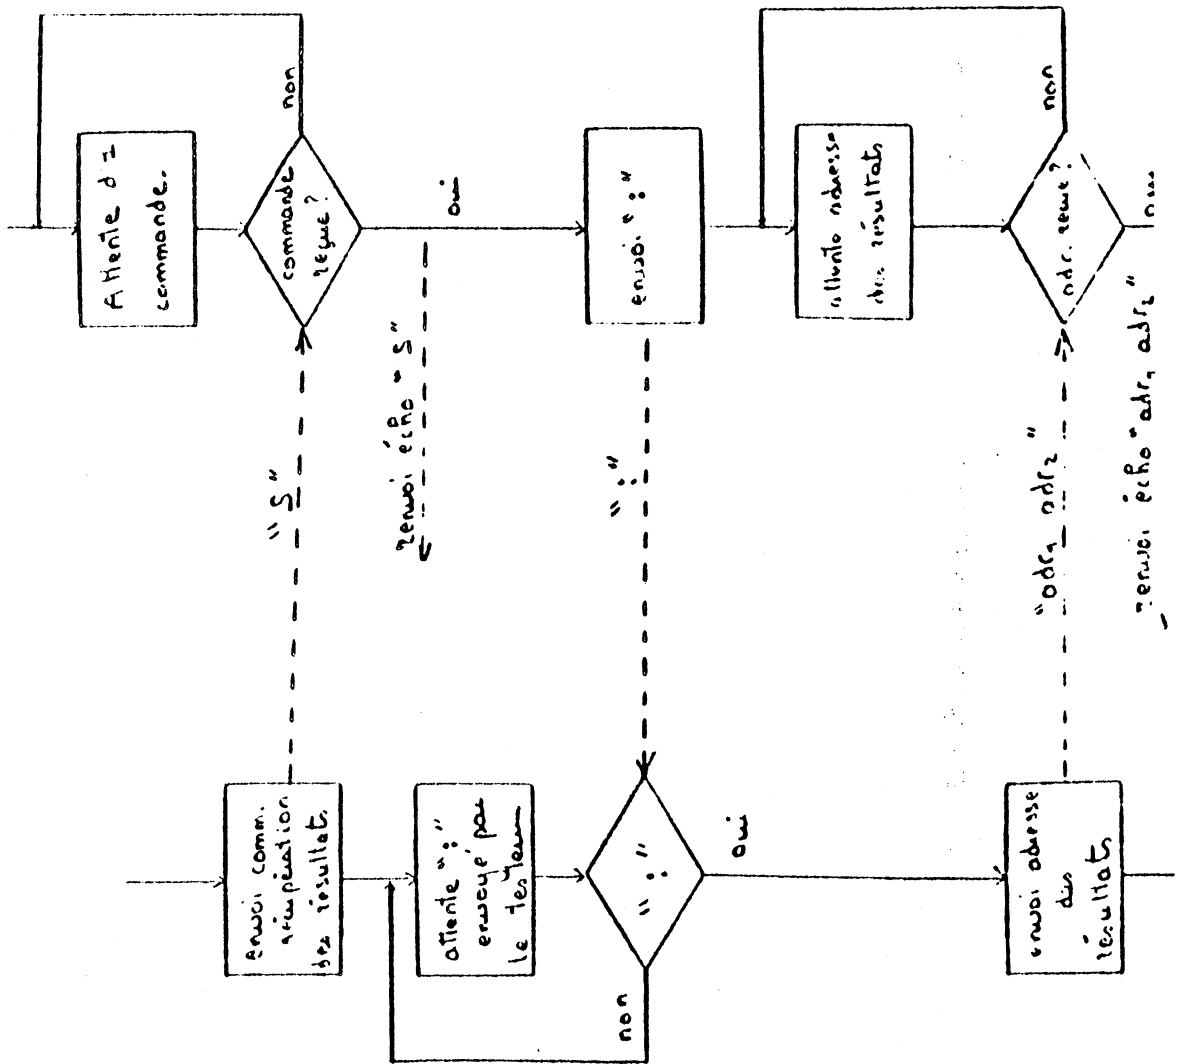 Attente de
commande.
commande
reçue?
non
oui
"S"
renvoi écho "S"
envoi ":"
":"
attente adresse
des résultats
adr. reçue?
non
"adr₁ adr₂"
renvoi écho "adr₁ adr₂"
envoi comm.
récupération
des résultats
attente ":"
envoyé par
le testeur
":"
non
oui
envoi adresse
des
résultats